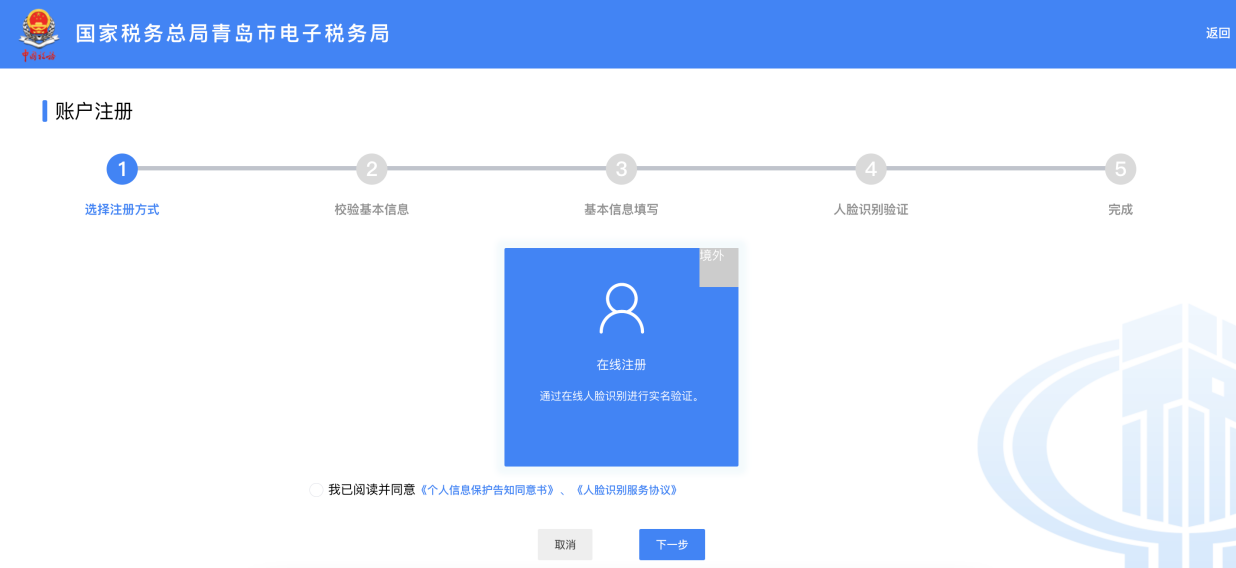 国家税务总局青岛市电子税务局
返回
中国税务
账户注册
1
2
3
4
5
选择注册方式
校验基本信息
基本信息填写
人脸识别验证
完成
境外
在线注册
通过在线人脸识别进行实名验证。
我已阅读并同意《个人信息保护告知同意书》、《人脸识别服务协议》
取消
下一步